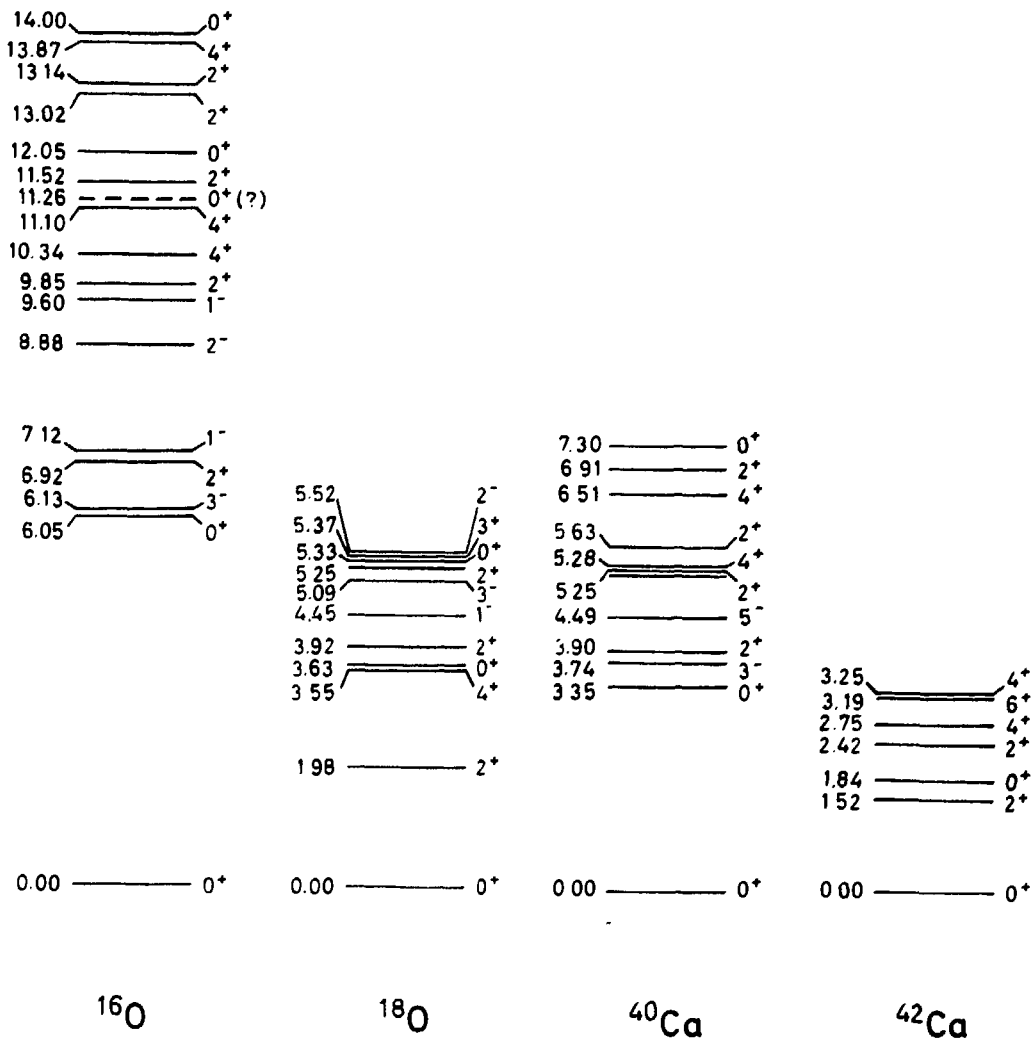 14.00 0⁺
13.87 4⁺
13 14 2⁺
13.02 2⁺
12.05 0⁺
11.52 2⁺
11.26 0⁺(?)
11.10 4⁺
10.34 4⁺
9.85 2⁺
9.60 1⁻
8.88 2⁻
7 12 1⁻
6.92 2⁺
6.13 3⁻
6.05 0⁺
0.00 0⁺
¹⁶O
5.52 2⁻
5.37 3⁺
5.33 0⁺
5 25 2⁺
5.09 3⁻
4.45 1⁻
3.92 2⁺
3.63 0⁺
3 55 4⁺
1 98 2⁺
0.00 0⁺
¹⁸O
7.30 0⁺
6 91 2⁺
6 51 4⁺
5 63 2⁺
5.28 4⁺
5.25 2⁺
4.49 5⁻
3.90 2⁺
3.74 3⁻
3 35 0⁺
0 00 0⁺
⁴⁰Ca
3.25 4⁺
3.19 6⁺
2.75 4⁺
2.42 2⁺
1.84 0⁺
1 52 2⁺
0 00 0⁺
⁴²Ca